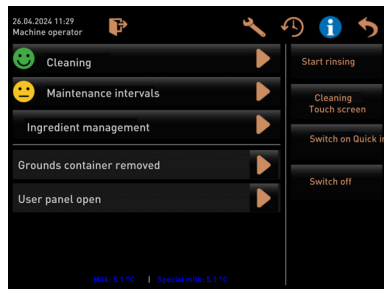 26.04.2024 11:29
Machine operator
Cleaning
Maintenance intervals
Ingredient management
Grounds container removed
User panel open
Start rinsing
Cleaning
Touch screen
Switch on Quick
Switch off
Milk: 5.1 °C | Special milk: 5.1 °C